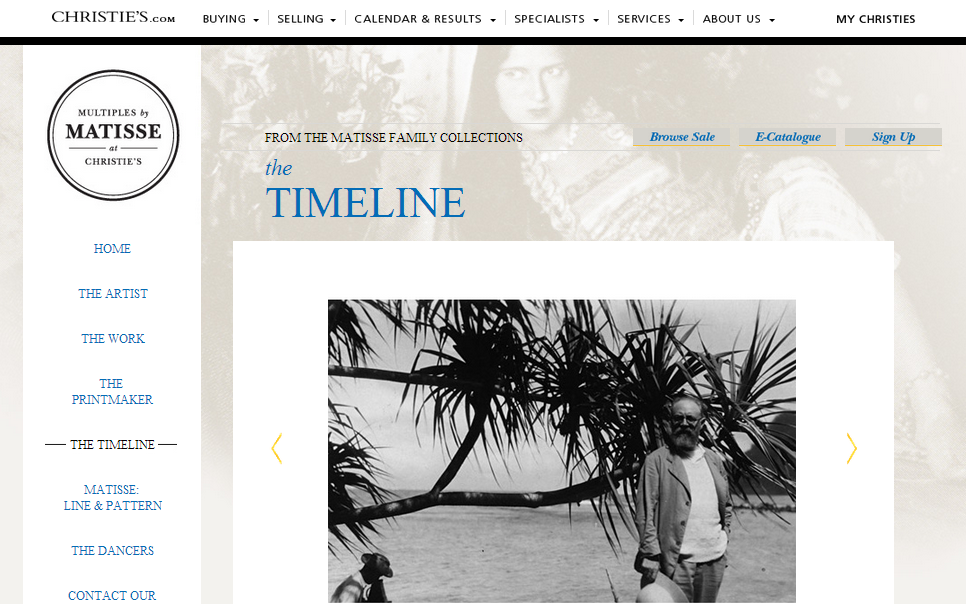 CHRISTIE'S.COM
BUYING
SELLING
CALENDAR & RESULTS
SPECIALISTS
SERVICES
ABOUT US
MY CHRISTIES
MULTIPLES by
MATISSE
at
CHRISTIE'S
FROM THE MATISSE FAMILY COLLECTIONS
Browse Sale
E-Catalogue
Sign Up
the
TIMELINE
HOME
THE ARTIST
THE WORK
THE
PRINTMAKER
THE TIMELINE
MATISSE:
LINE & PATTERN
THE DANCERS
CONTACT OUR